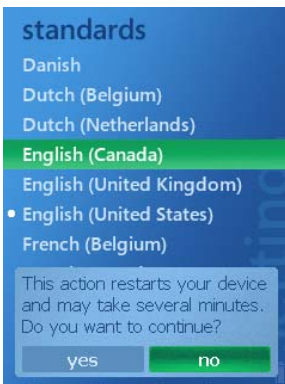 standards
Danish
Dutch (Belgium)
Dutch (Netherlands)
English (Canada)
English (United Kingdom)
English (United States)
French (Belgium)
This action restarts your device
and may take several minutes.
Do you want to continue?
yes no